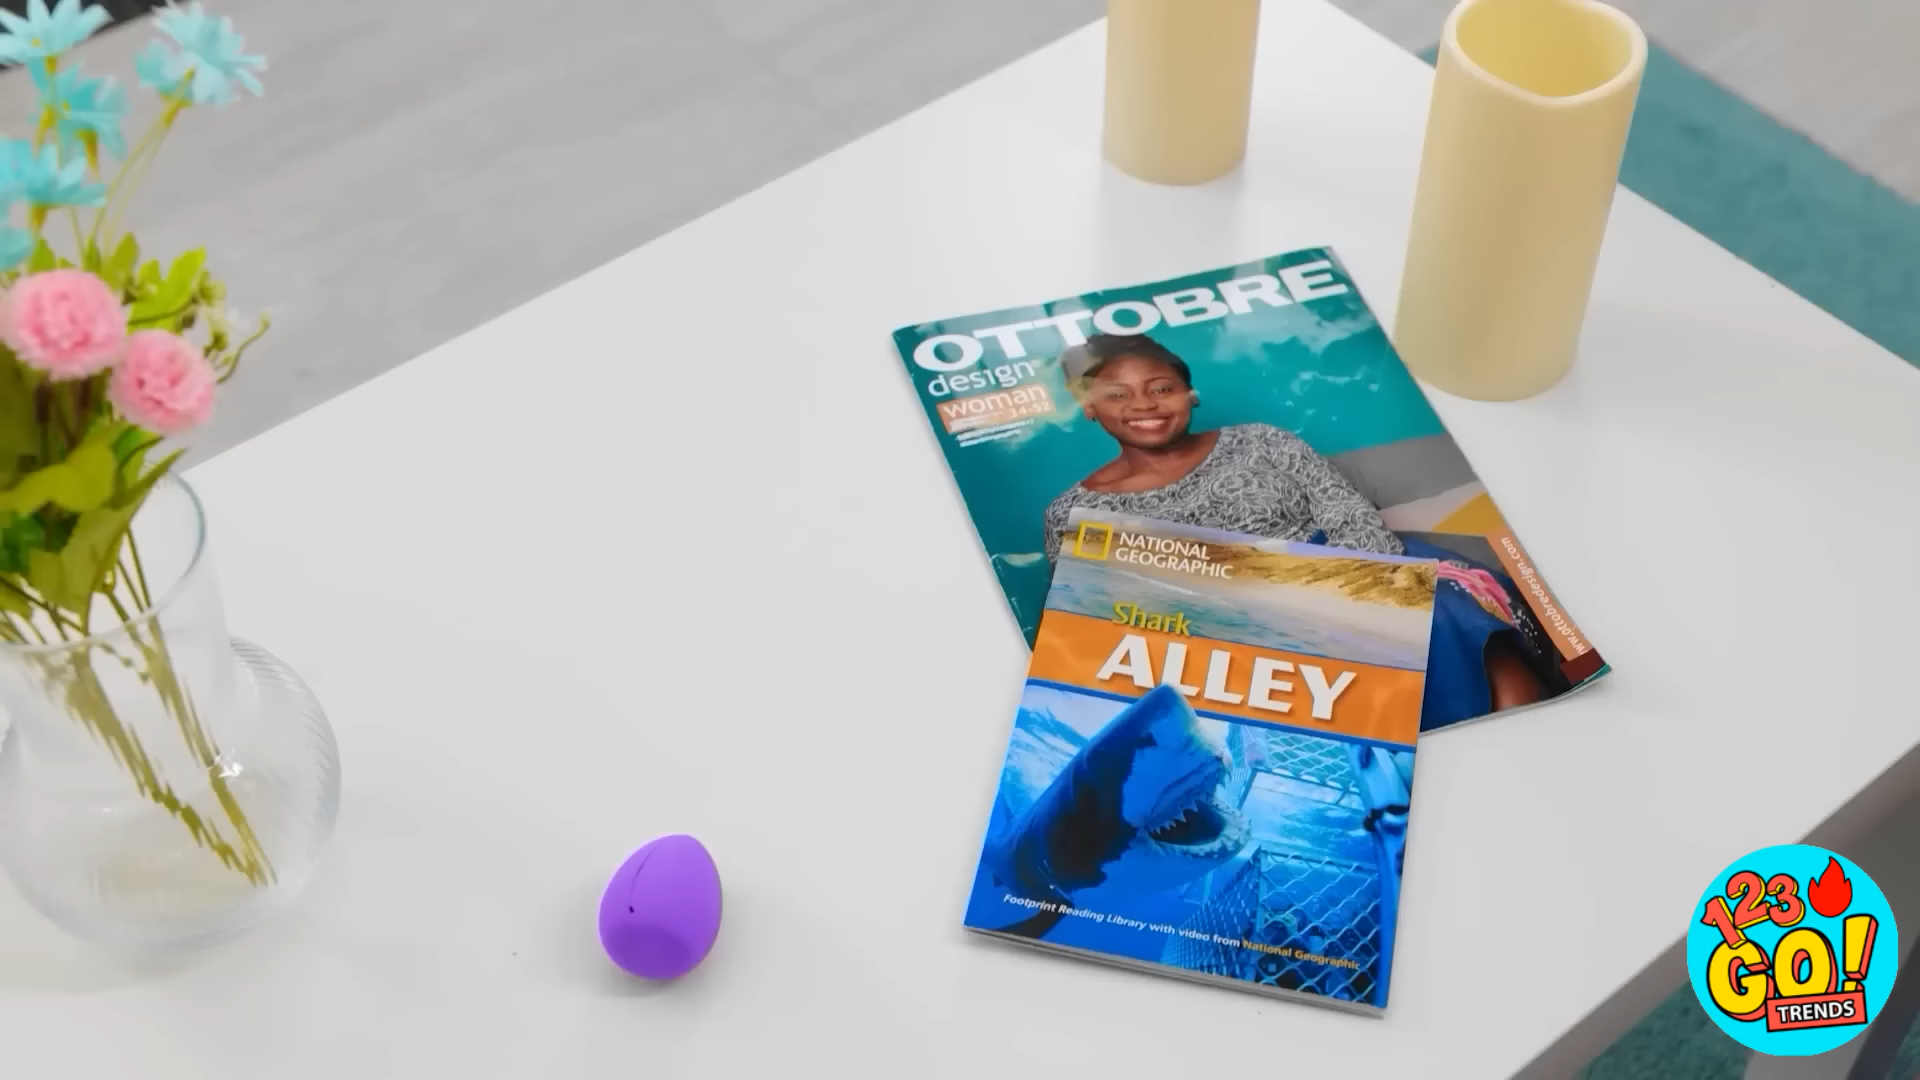 OTTOBRE
design
woman
34-52
www.ottobredesign.com
NATIONAL
GEOGRAPHIC
Shark
ALLEY
Footprint Reading Library with video from National Geographic
123
GO!
TRENDS